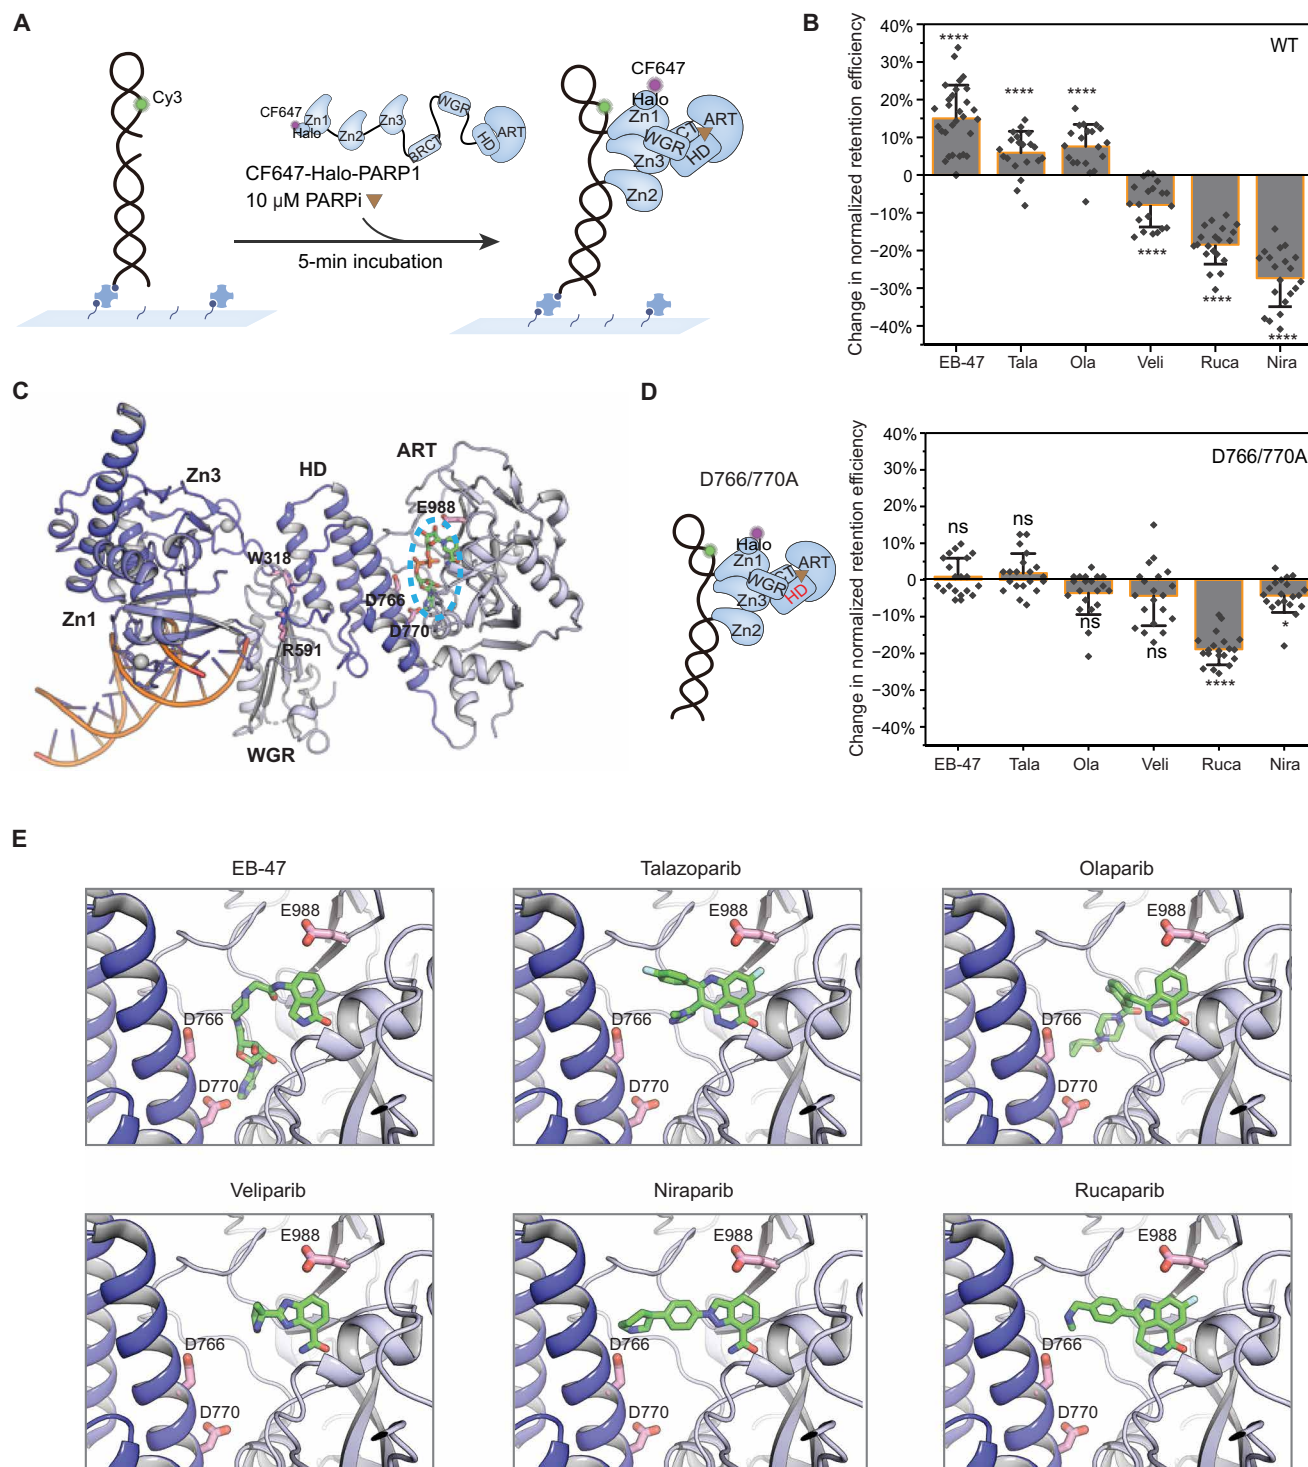 A
Cy3
CF647
Halo
Zn1
Zn2
Zn3
BRCT
WGR
HD
ART
CF647-Halo-PARP1
10 µM PARPi
5-min incubation
CF647
Halo
Zn1
ART
CT
WGR
HD
Zn3
Zn2
B
WT
Change in normalized retention efficiency
40%
30%
20%
10%
0
−10%
−20%
−30%
−40%
****
****
****
****
****
****
EB-47 Tala Ola Veli Ruca Nira
C
Zn3
HD
ART
E988
W318
D766
Zn1
D770
R591
WGR
D
D766/770A
Halo
Zn1
ART
CT
WGR
HD
Zn3
Zn2
D766/770A
Change in normalized retention efficiency
40%
30%
20%
10%
0
−10%
−20%
−30%
−40%
ns
ns
ns
ns
****
*
EB-47 Tala Ola Veli Ruca Nira
E
EB-47
E988
D766
D770
Talazoparib
E988
D766
D770
Olaparib
E988
D766
D770
Veliparib
E988
D766
D770
Niraparib
E988
D766
D770
Rucaparib
E988
D766
D770